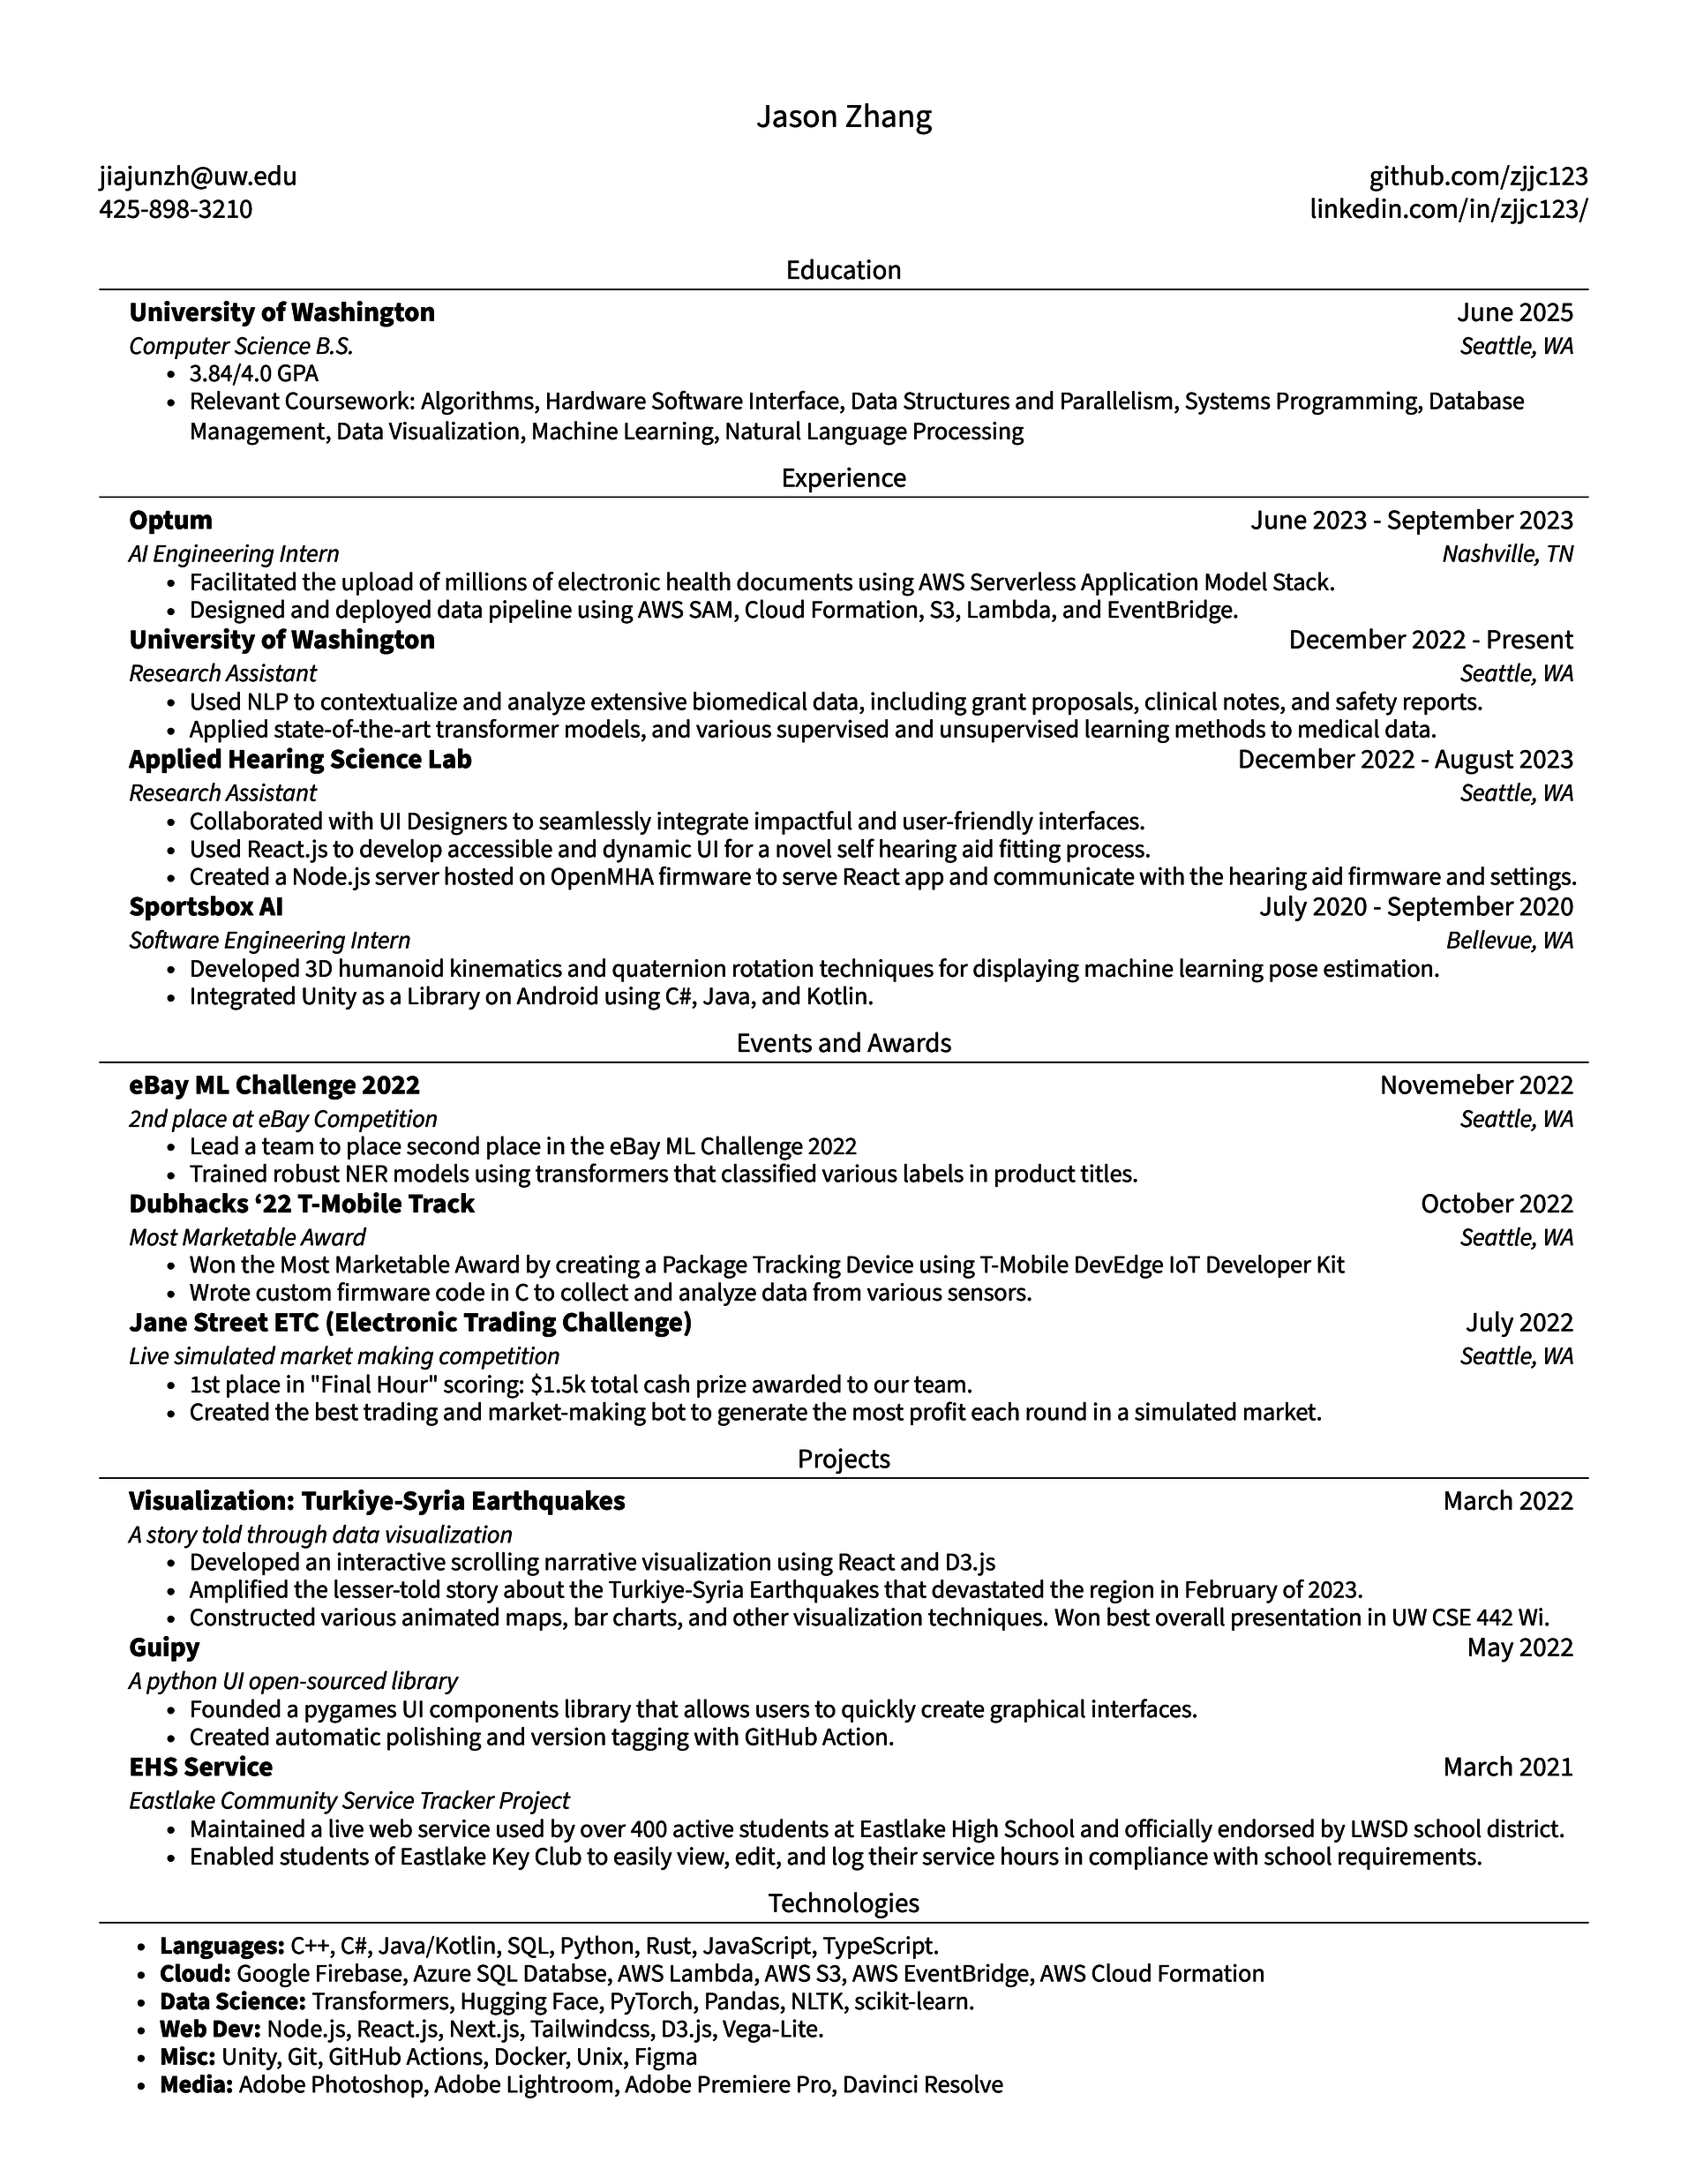 Jason Zhang
jiajunzh@uw.edu
github.com/zjjc123
425-898-3210
linkedin.com/in/zjjc123/
Education
University of Washington
June 2025
Computer Science B.S.
Seattle, WA
• 3.84/4.0 GPA
• Relevant Coursework: Algorithms, Hardware Software Interface, Data Structures and Parallelism, Systems Programming, Database
Management, Data Visualization, Machine Learning, Natural Language Processing
Experience
Optum
June 2023 - September 2023
AI Engineering Intern
Nashville, TN
• Facilitated the upload of millions of electronic health documents using AWS Serverless Application Model Stack.
• Designed and deployed data pipeline using AWS SAM, Cloud Formation, S3, Lambda, and EventBridge.
University of Washington
December 2022 - Present
Research Assistant
Seattle, WA
• Used NLP to contextualize and analyze extensive biomedical data, including grant proposals, clinical notes, and safety reports.
• Applied state-of-the-art transformer models, and various supervised and unsupervised learning methods to medical data.
Applied Hearing Science Lab
December 2022 - August 2023
Research Assistant
Seattle, WA
• Collaborated with UI Designers to seamlessly integrate impactful and user-friendly interfaces.
• Used React.js to develop accessible and dynamic UI for a novel self hearing aid fitting process.
• Created a Node.js server hosted on OpenMHA firmware to serve React app and communicate with the hearing aid firmware and settings.
Sportsbox AI
July 2020 - September 2020
Software Engineering Intern
Bellevue, WA
• Developed 3D humanoid kinematics and quaternion rotation techniques for displaying machine learning pose estimation.
• Integrated Unity as a Library on Android using C#, Java, and Kotlin.
Events and Awards
eBay ML Challenge 2022
Novemeber 2022
2nd place at eBay Competition
Seattle, WA
• Lead a team to place second place in the eBay ML Challenge 2022
• Trained robust NER models using transformers that classified various labels in product titles.
Dubhacks ‘22 T-Mobile Track
October 2022
Most Marketable Award
Seattle, WA
• Won the Most Marketable Award by creating a Package Tracking Device using T-Mobile DevEdge IoT Developer Kit
• Wrote custom firmware code in C to collect and analyze data from various sensors.
Jane Street ETC (Electronic Trading Challenge)
July 2022
Live simulated market making competition
Seattle, WA
• 1st place in "Final Hour" scoring: $1.5k total cash prize awarded to our team.
• Created the best trading and market-making bot to generate the most profit each round in a simulated market.
Projects
Visualization: Turkiye-Syria Earthquakes
March 2022
A story told through data visualization
• Developed an interactive scrolling narrative visualization using React and D3.js
• Amplified the lesser-told story about the Turkiye-Syria Earthquakes that devastated the region in February of 2023.
• Constructed various animated maps, bar charts, and other visualization techniques. Won best overall presentation in UW CSE 442 Wi.
Guipy
May 2022
A python UI open-sourced library
• Founded a pygames UI components library that allows users to quickly create graphical interfaces.
• Created automatic polishing and version tagging with GitHub Action.
EHS Service
March 2021
Eastlake Community Service Tracker Project
• Maintained a live web service used by over 400 active students at Eastlake High School and officially endorsed by LWSD school district.
• Enabled students of Eastlake Key Club to easily view, edit, and log their service hours in compliance with school requirements.
Technologies
• Languages: C++, C#, Java/Kotlin, SQL, Python, Rust, JavaScript, TypeScript.
• Cloud: Google Firebase, Azure SQL Databse, AWS Lambda, AWS S3, AWS EventBridge, AWS Cloud Formation
• Data Science: Transformers, Hugging Face, PyTorch, Pandas, NLTK, scikit-learn.
• Web Dev: Node.js, React.js, Next.js, Tailwindcss, D3.js, Vega-Lite.
• Misc: Unity, Git, GitHub Actions, Docker, Unix, Figma
• Media: Adobe Photoshop, Adobe Lightroom, Adobe Premiere Pro, Davinci Resolve